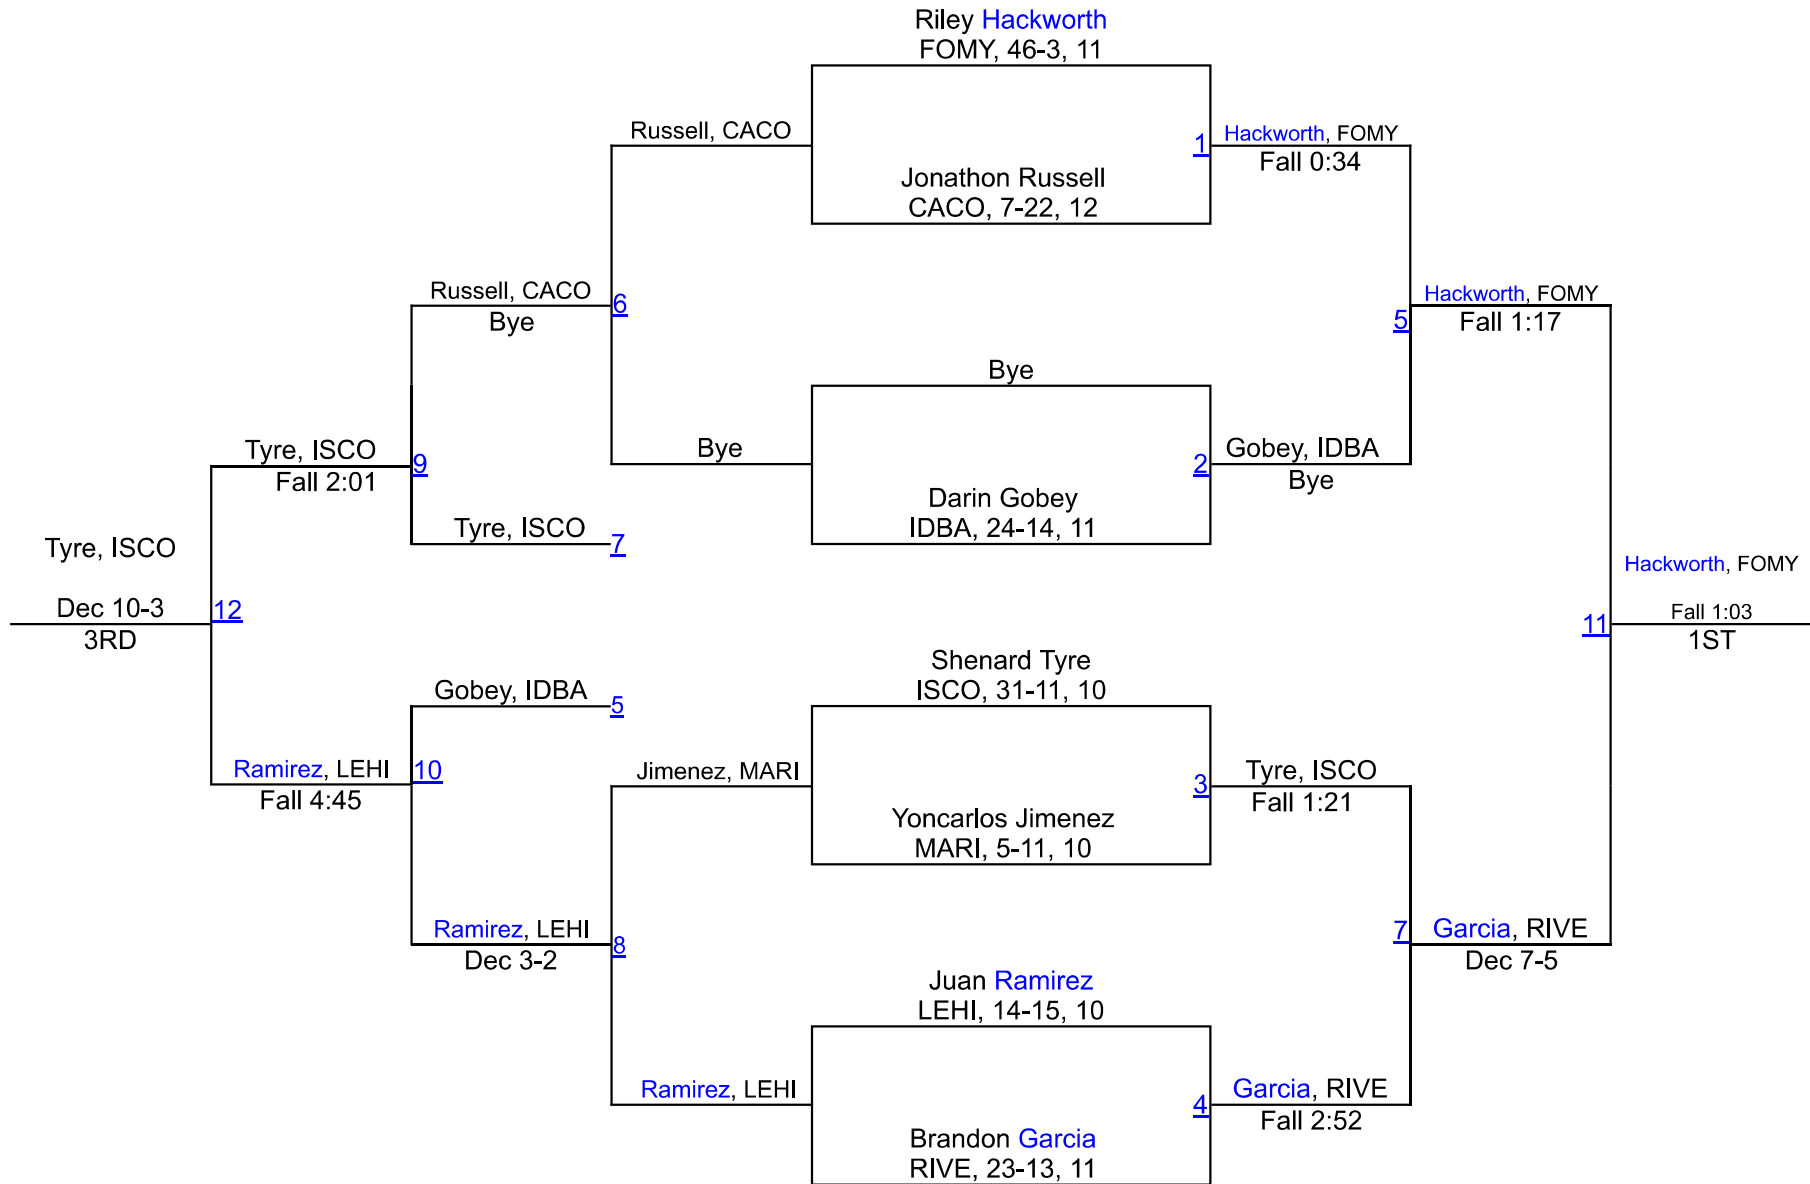 Riley Hackworth
FOMY, 46-3, 11
Russell, CACO
1
Hackworth, FOMY
Fall 0:34
Jonathon Russell
CACO, 7-22, 12
Russell, CACO
Bye
6
Hackworth, FOMY
Fall 1:17
5
Bye
Tyre, ISCO
Fall 2:01
9
Bye
2
Gobey, IDBA
Bye
Darin Gobey
IDBA, 24-14, 11
Tyre, ISCO
7
Tyre, ISCO
Dec 10-3
3RD
12
Hackworth, FOMY
Fall 1:03
1ST
11
Shenard Tyre
ISCO, 31-11, 10
Gobey, IDBA
5
Ramirez, LEHI
Fall 4:45
10
Jimenez, MARI
3
Tyre, ISCO
Fall 1:21
Yoncarlos Jimenez
MARI, 5-11, 10
Ramirez, LEHI
Dec 3-2
8
7
Garcia, RIVE
Dec 7-5
Juan Ramirez
LEHI, 14-15, 10
Ramirez, LEHI
4
Garcia, RIVE
Fall 2:52
Brandon Garcia
RIVE, 23-13, 11